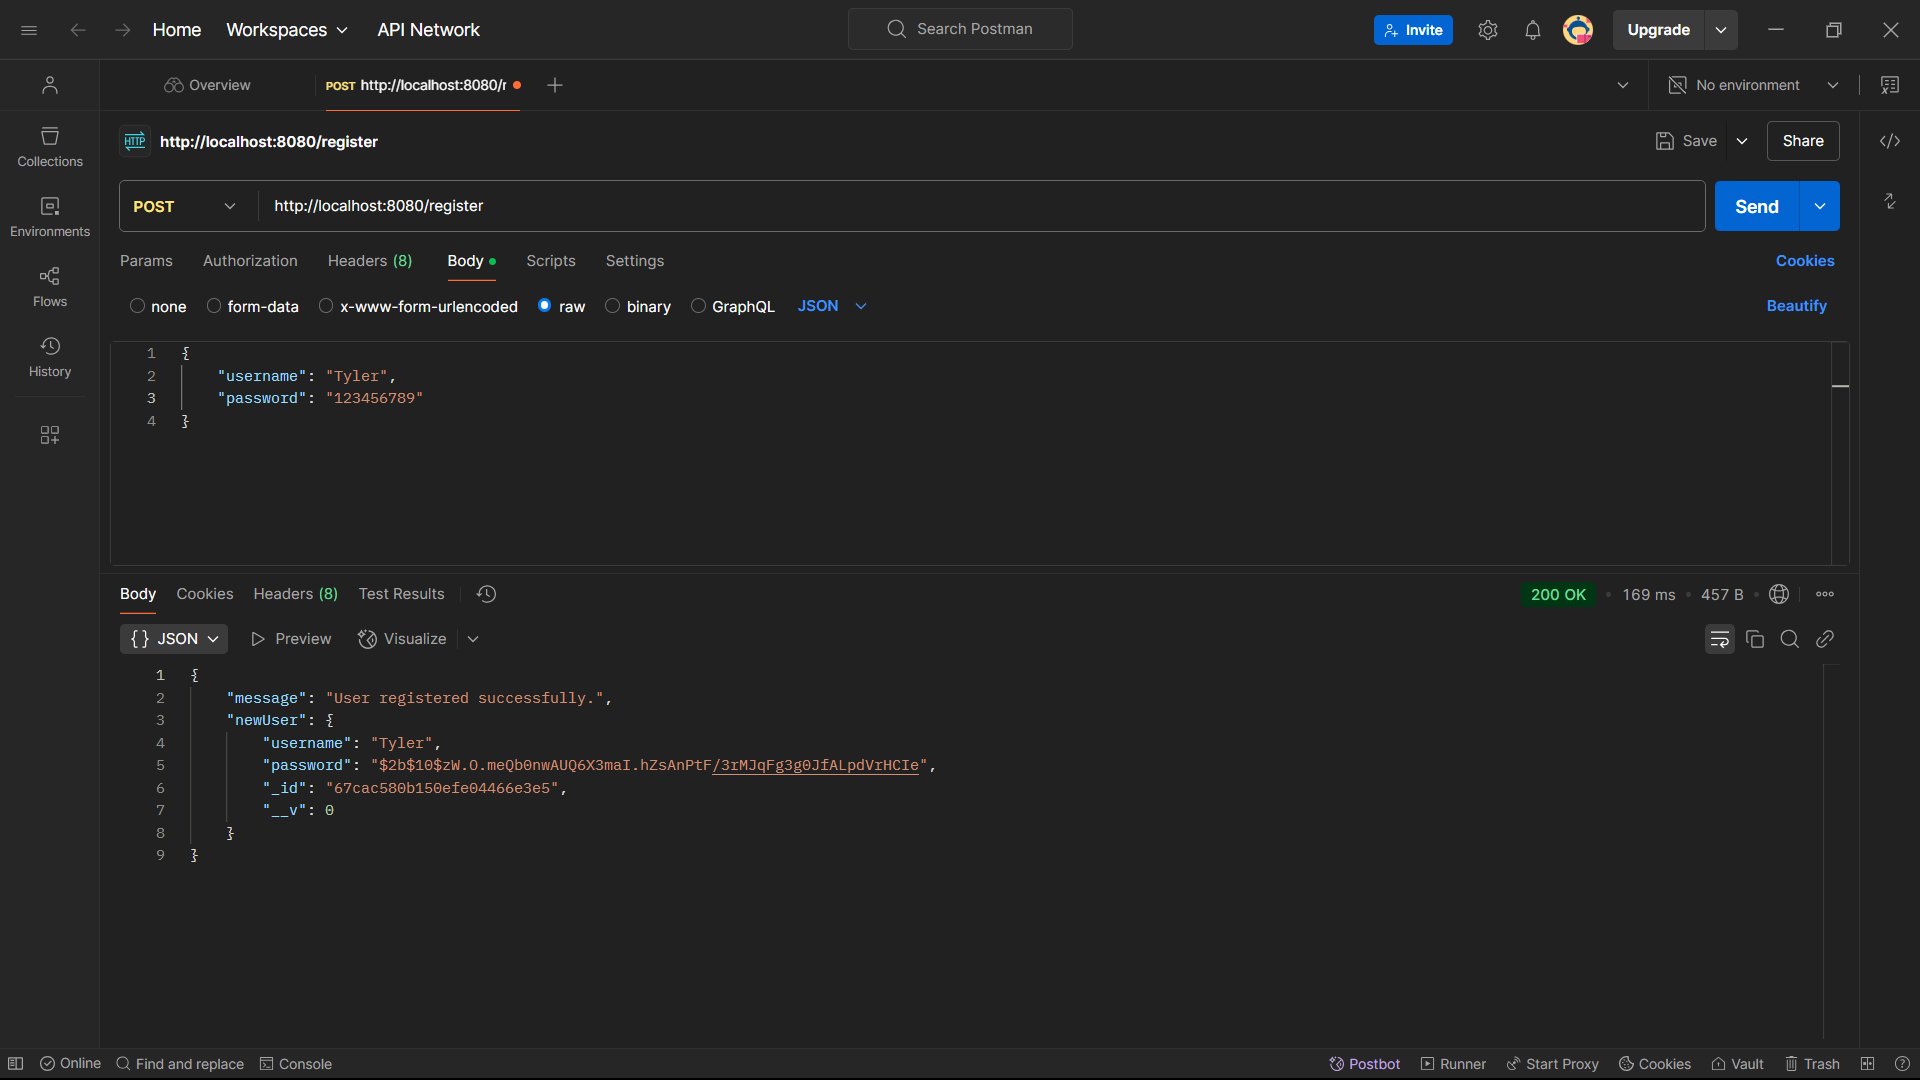 Home Workspaces API Network Search Postman Invite Upgrade
Overview POST http://localhost:8080/r No environment
HTTP http://localhost:8080/register Save Share
POST http://localhost:8080/register Send
Params Authorization Headers (8) Body Scripts Settings Cookies
none form-data x-www-form-urlencoded raw binary GraphQL JSON Beautify
Collections
Environments
Flows
History
1 {
2 "username": "Tyler",
3 "password": "123456789"
4 }
Body Cookies Headers (8) Test Results 200 OK 169 ms 457 B
{} JSON Preview Visualize
1 {
2 "message": "User registered successfully.",
3 "newUser": {
4 "username": "Tyler",
5 "password": "$2b$10$zW.O.meQb0nwAUQ6X3maI.hZsAnPtF/3rMJqFg3g0JfALpdVrHCIe",
6 "_id": "67cac580b150efe04466e3e5",
7 "__v": 0
8 }
9 }
Online Find and replace Console Postbot Runner Start Proxy Cookies Vault Trash